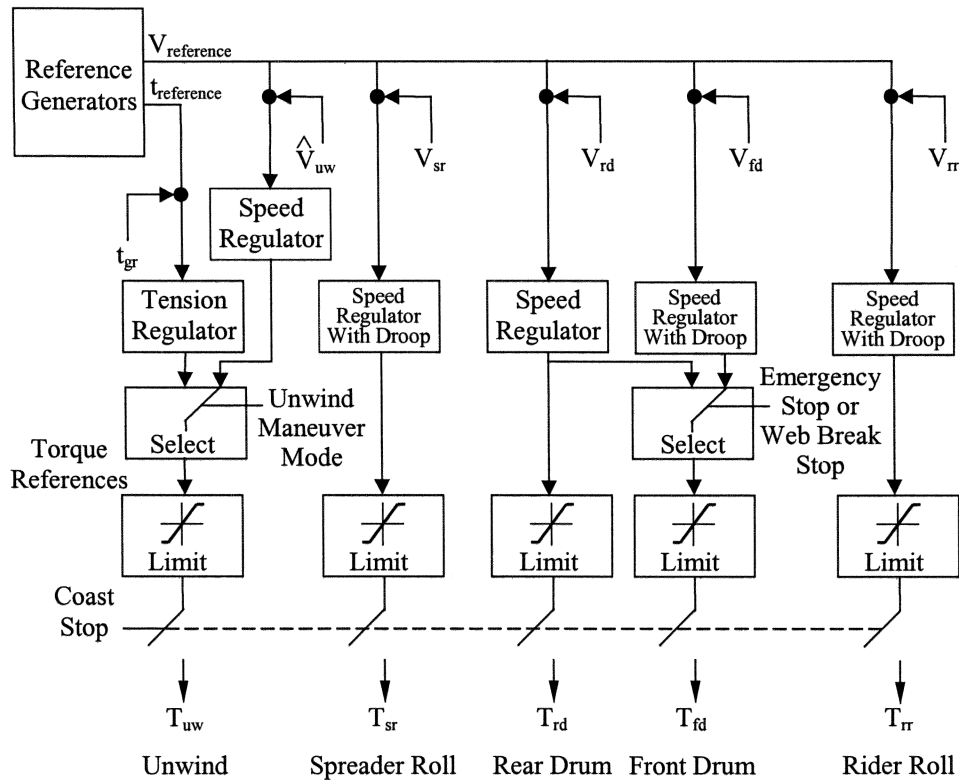 Reference
Generators
V_reference
t_reference
V̂_uw
V_sr
V_rd
V_fd
V_rr
t_gr
Speed
Regulator
Tension
Regulator
Speed
Regulator
With Droop
Speed
Regulator
Speed
Regulator
With Droop
Speed
Regulator
With Droop
Select
Unwind
Maneuver
Mode
Select
Emergency
Stop or
Web Break
Stop
Torque
References
Limit
Limit
Limit
Limit
Limit
Coast
Stop
T_uw
T_sr
T_rd
T_fd
T_rr
Unwind
Spreader Roll
Rear Drum
Front Drum
Rider Roll